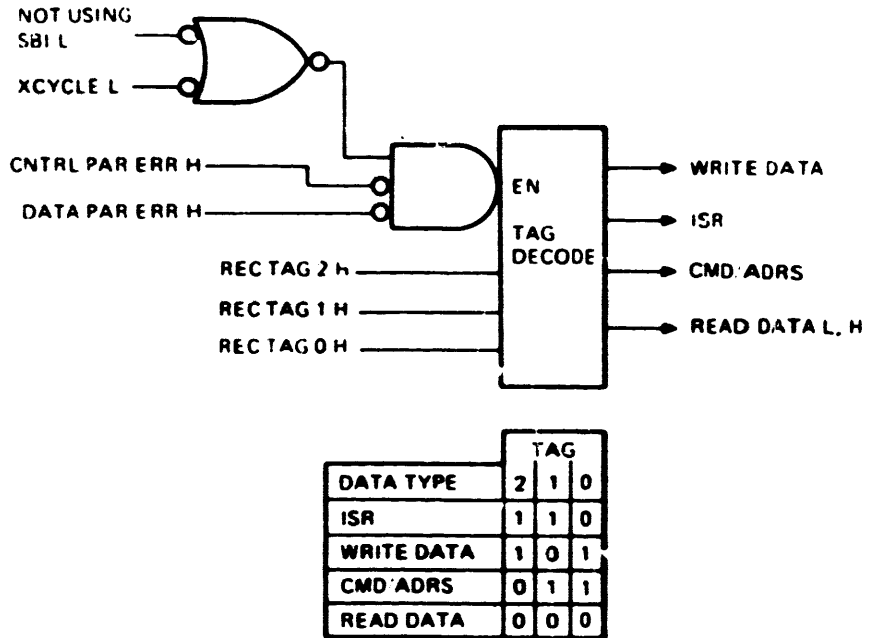 NOT USING
SBI L
XCYCLE L
CNTRL PAR ERR H
DATA PAR ERR H
REC TAG 2 H
REC TAG 1 H
REC TAG 0 H
EN
TAG
DECODE
WRITE DATA
ISR
CMD/ADRS
READ DATA L, H
TAG
DATA TYPE 2 1 0
ISR 1 1 0
WRITE DATA 1 0 1
CMD/ADRS 0 1 1
READ DATA 0 0 0